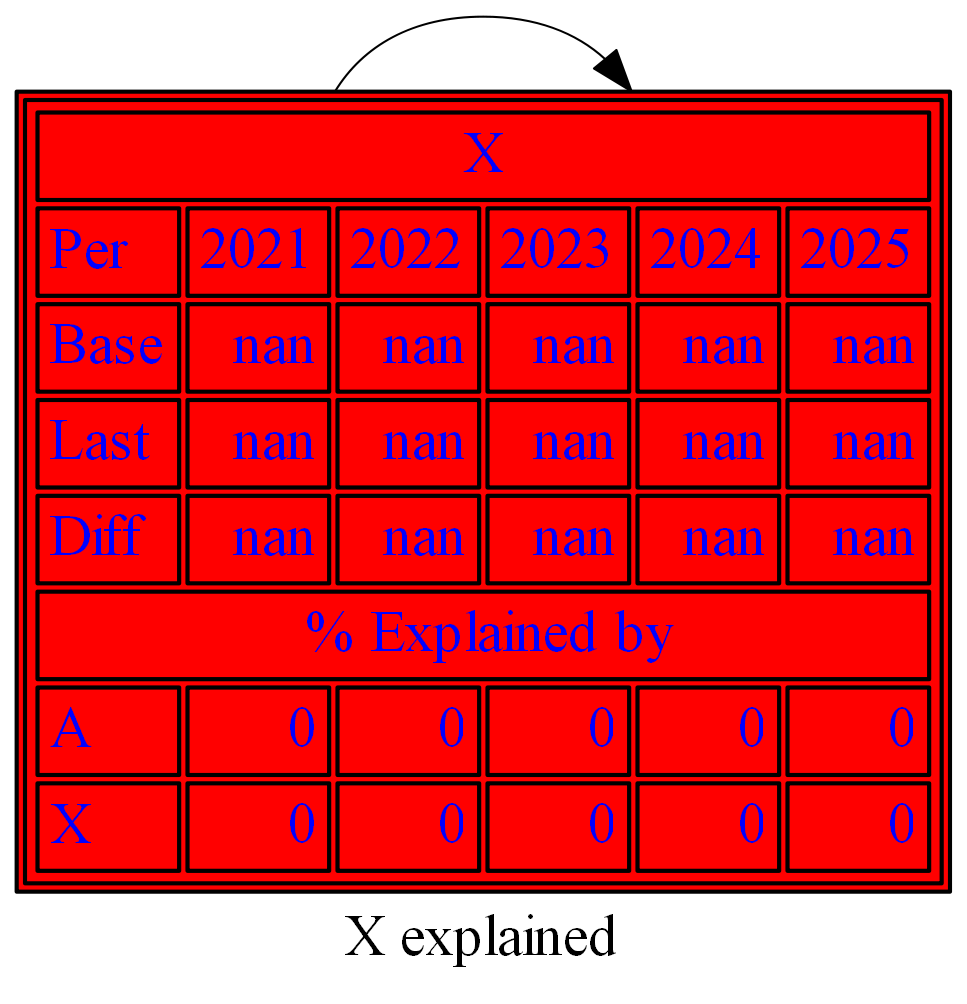 X
Per 2021 2022 2023 2024 2025
Base nan nan nan nan nan
Last nan nan nan nan nan
Diff nan nan nan nan nan
% Explained by
A 0 0 0 0 0
X 0 0 0 0 0
X explained